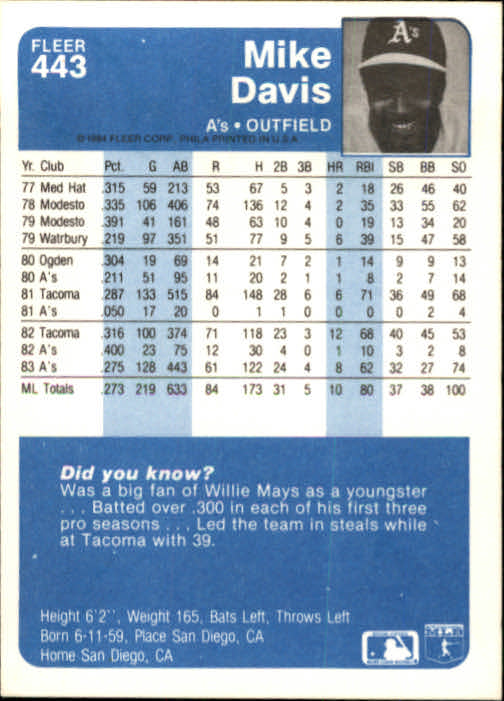 FLEER
443
Mike
Davis
A's • OUTFIELD
© 1984 FLEER CORP. PHILA PRINTED IN U.S.A.
A's
Yr. Club Pct. G AB R H 2B 3B HR RBI SB BB SO
77 Med Hat .315 59 213 53 67 5 3 2 18 26 46 40
78 Modesto .335 106 406 74 136 12 4 2 35 33 55 62
79 Modesto .391 41 161 48 63 10 4 0 19 13 34 20
79 Watrbury .219 97 351 51 77 9 5 6 39 15 47 58
80 Ogden .304 19 69 14 21 7 2 1 14 9 9 13
80 A's .211 51 95 11 20 2 1 1 8 2 7 14
81 Tacoma .287 133 515 84 148 28 6 6 71 36 49 68
81 A's .050 17 20 0 1 1 0 0 0 0 2 4
82 Tacoma .316 100 374 71 118 23 3 12 68 40 45 53
82 A's .400 23 75 12 30 4 0 1 10 3 2 8
83 A's .275 128 443 61 122 24 4 8 62 32 27 74
ML Totals .273 219 633 84 173 31 5 10 80 37 38 100
Did you know?
Was a big fan of Willie Mays as a youngster
. . . Batted over .300 in each of his first three
pro seasons . . . Led the team in steals while
at Tacoma with 39.
Height 6'2'', Weight 165, Bats Left, Throws Left
Born 6-11-59, Place San Diego, CA
Home San Diego, CA
MLB